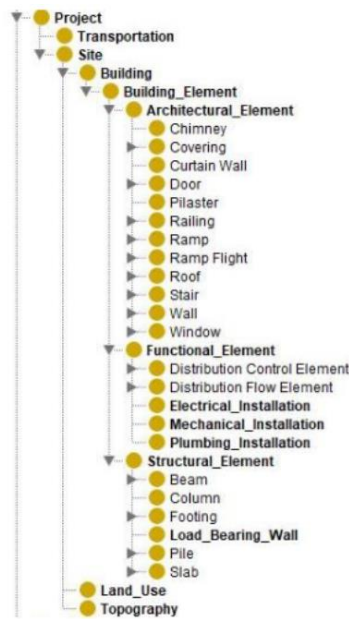 Project
Transportation
Site
Building
Building_Element
Architectural_Element
Chimney
Covering
Curtain Wall
Door
Pilaster
Railing
Ramp
Ramp Flight
Roof
Stair
Wall
Window
Functional_Element
Distribution Control Element
Distribution Flow Element
Electrical_Installation
Mechanical_Installation
Plumbing_Installation
Structural_Element
Beam
Column
Footing
Load_Bearing_Wall
Pile
Slab
Land_Use
Topography